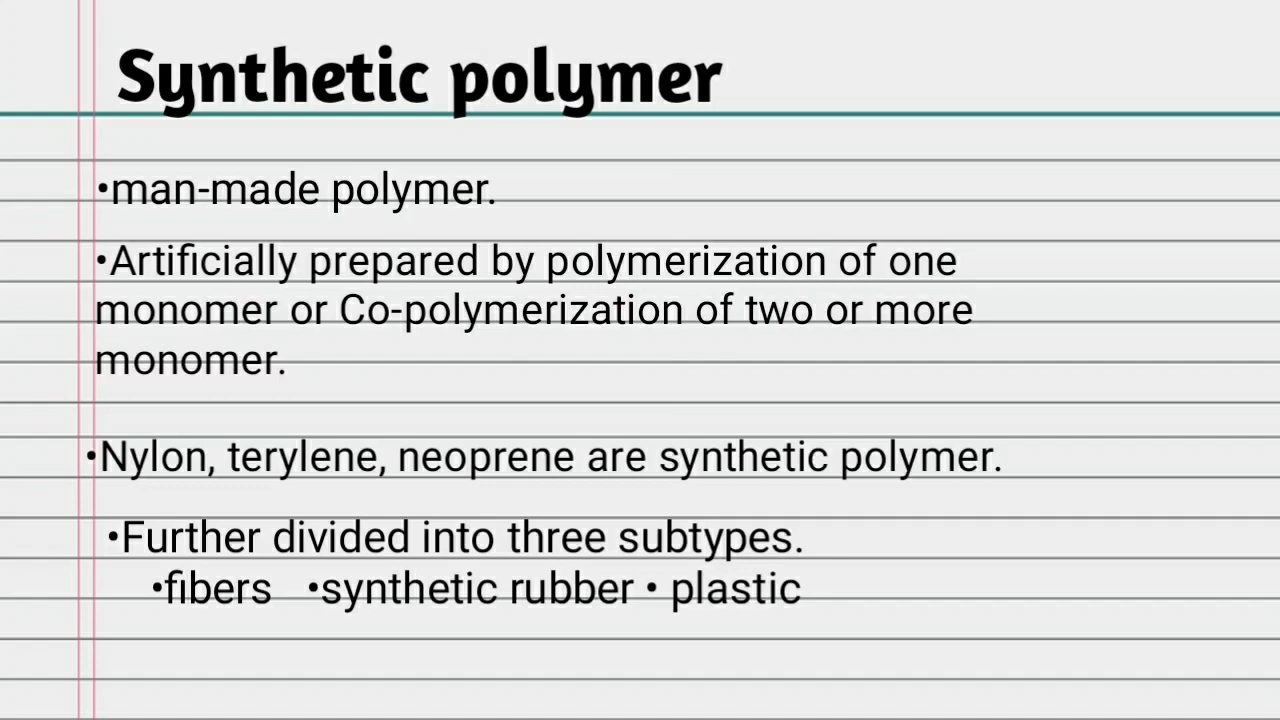 Synthetic polymer
•man-made polymer.
•Artificially prepared by polymerization of one
monomer or Co-polymerization of two or more
monomer.
•Nylon, terylene, neoprene are synthetic polymer.
•Further divided into three subtypes.
•fibers •synthetic rubber • plastic